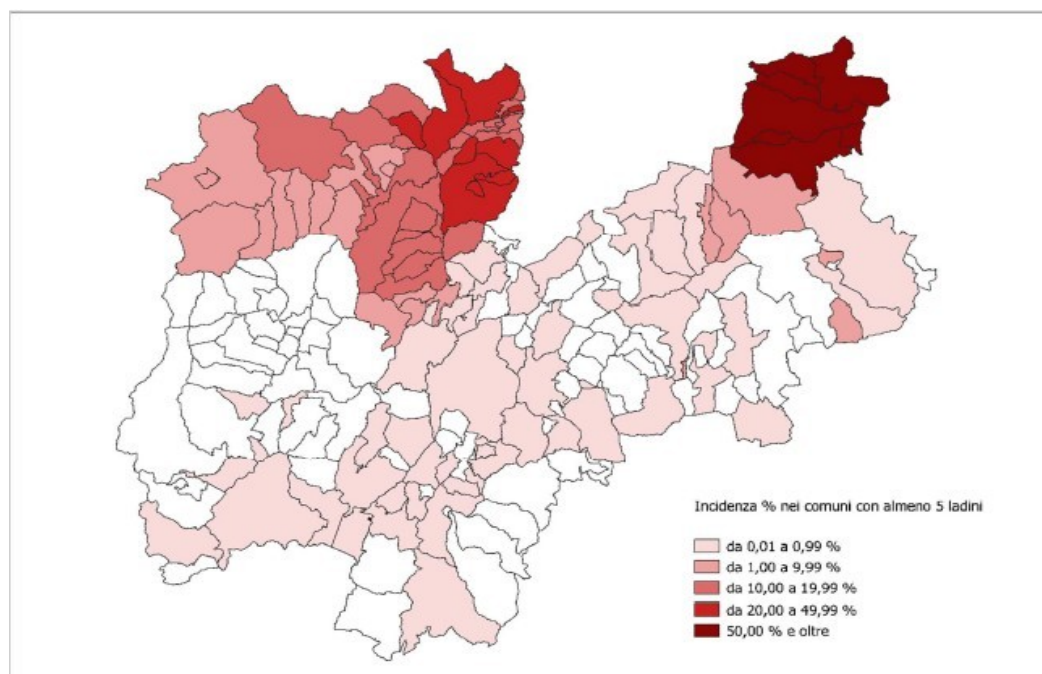 Incidenza % nei comuni con almeno 5 ladini
da 0,01 a 0,99 %
da 1,00 a 9,99 %
da 10,00 a 19,99 %
da 20,00 a 49,99 %
50,00 % e oltre